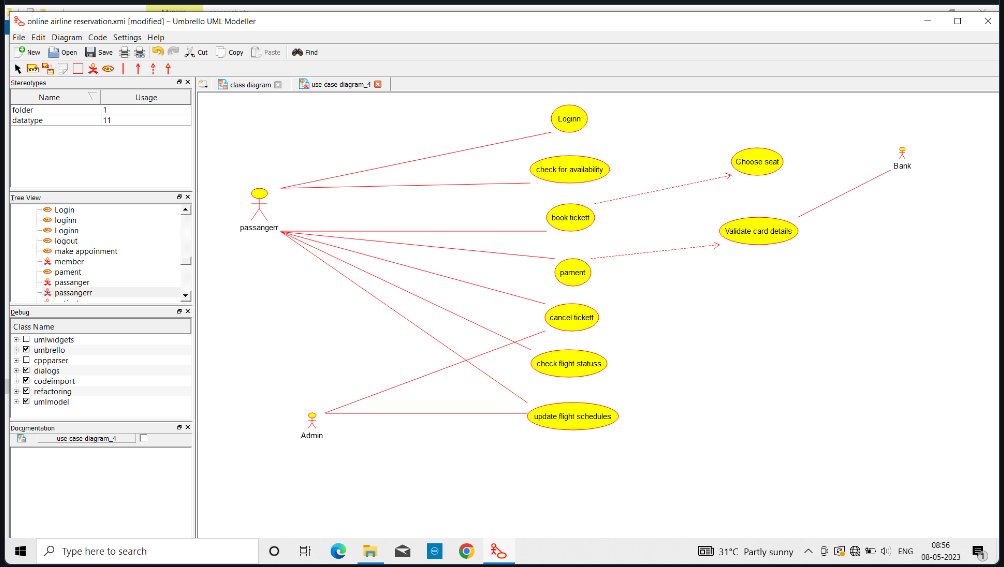 online airline reservation.xmi [modified] – Umbrello UML Modeller
File Edit Diagram Code Settings Help
New Open Save Cut Copy Paste Find
Stereotypes
class diagram use case diagram_4
Name Usage
folder 1
datatype 11
Tree View
Login
loginn
Loginn
logout
make appoinment
member
pament
passanger
passangerr
Debug
Class Name
umlwidgets
umbrello
cppparser
dialogs
codeimport
refactoring
umlmodel
Documentation
use case diagram_4
Loginn
check for availability
Ghoose seat
Bank
passangerr
book tickett
Validate card details
pament
cancel tickett
check flight statuss
update flight schedules
Admin
Type here to search
31°C Partly sunny
ENG
08:56
08-05-2023
1